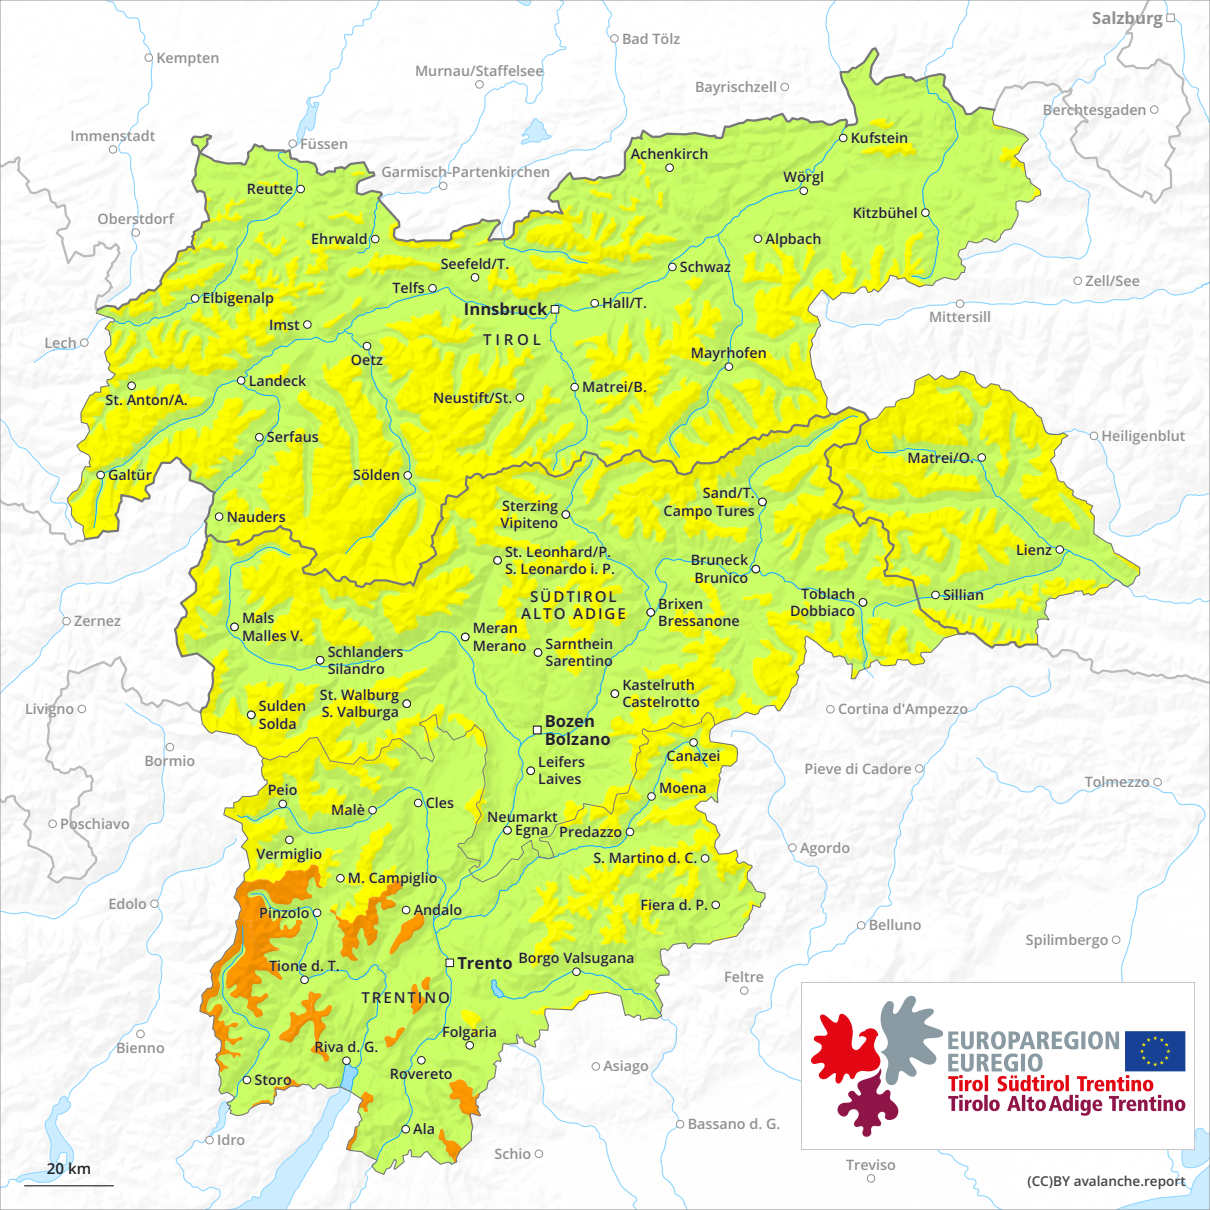 Salzburg
Bad Tölz
Kempten
Murnau/Staffelsee
Bayrischzell
Berchtesgaden
Immenstadt
Füssen
Kufstein
Achenkirch
Garmisch-Partenkirchen
Wörgl
Reutte
Oberstdorf
Kitzbühel
Ehrwald
Alpbach
Seefeld/T.
Schwaz
Zell/See
Telfs
Elbigenalp
Hall/T.
Innsbruck
Mittersill
Imst
TIROL
Lech
Oetz
Mayrhofen
Landeck
Matrei/B.
St. Anton/A.
Neustift/St.
Serfaus
Heiligenblut
Matrei/O.
Galtür
Sölden
Sand/T.
Campo Tures
Sterzing
Vipiteno
Nauders
St. Leonhard/P.
S. Leonardo i. P.
Lienz
Bruneck
Brunico
SÜDTIROL
ALTO ADIGE
Toblach
Dobbiaco
Sillian
Brixen
Bressanone
Zernez
Mals
Malles V.
Meran
Merano
Sarnthein
Sarentino
Schlanders
Silandro
Kastelruth
Castelrotto
St. Walburg
S. Valburga
Livigno
Sulden
Solda
Cortina d'Ampezzo
Bozen
Bolzano
Bormio
Canazei
Leifers
Laives
Pieve di Cadore
Tolmezzo
Peio
Moena
Malè
Cles
Neumarkt
Egna
Predazzo
Poschiavo
Vermiglio
Agordo
S. Martino d. C.
M. Campiglio
Edolo
Pinzolo
Andalo
Fiera d. P.
Belluno
Spilimbergo
Borgo Valsugana
Trento
Tione d. T.
Feltre
TRENTINO
Folgaria
Bienno
Riva d. G.
Rovereto
Asiago
Storo
EUROPAREGION
EUREGIO
Tirol Südtirol Trentino
Tirolo Alto Adige Trentino
Ala
Bassano d. G.
Idro
Schio
Treviso
20 km
(CC)BY avalanche.report